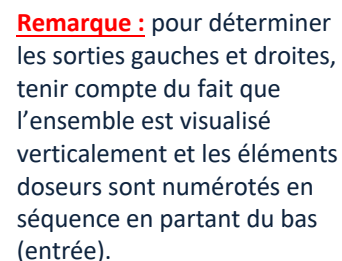 Remarque : pour déterminer
les sorties gauches et droites,
tenir compte du fait que
l’ensemble est visualisé
verticalement et les éléments
doseurs sont numérotés en
séquence en partant du bas
(entrée).